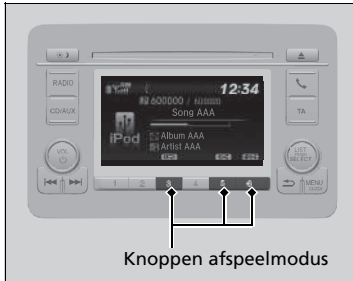 12:34
RADIO
600000 /
TA
CD/AUX
Song AAA
iPod
Album AAA
Artist AAA
VOL
LIST
SELECT
MENU
1 2 3 4 5 6
Knoppen afspeelmodus